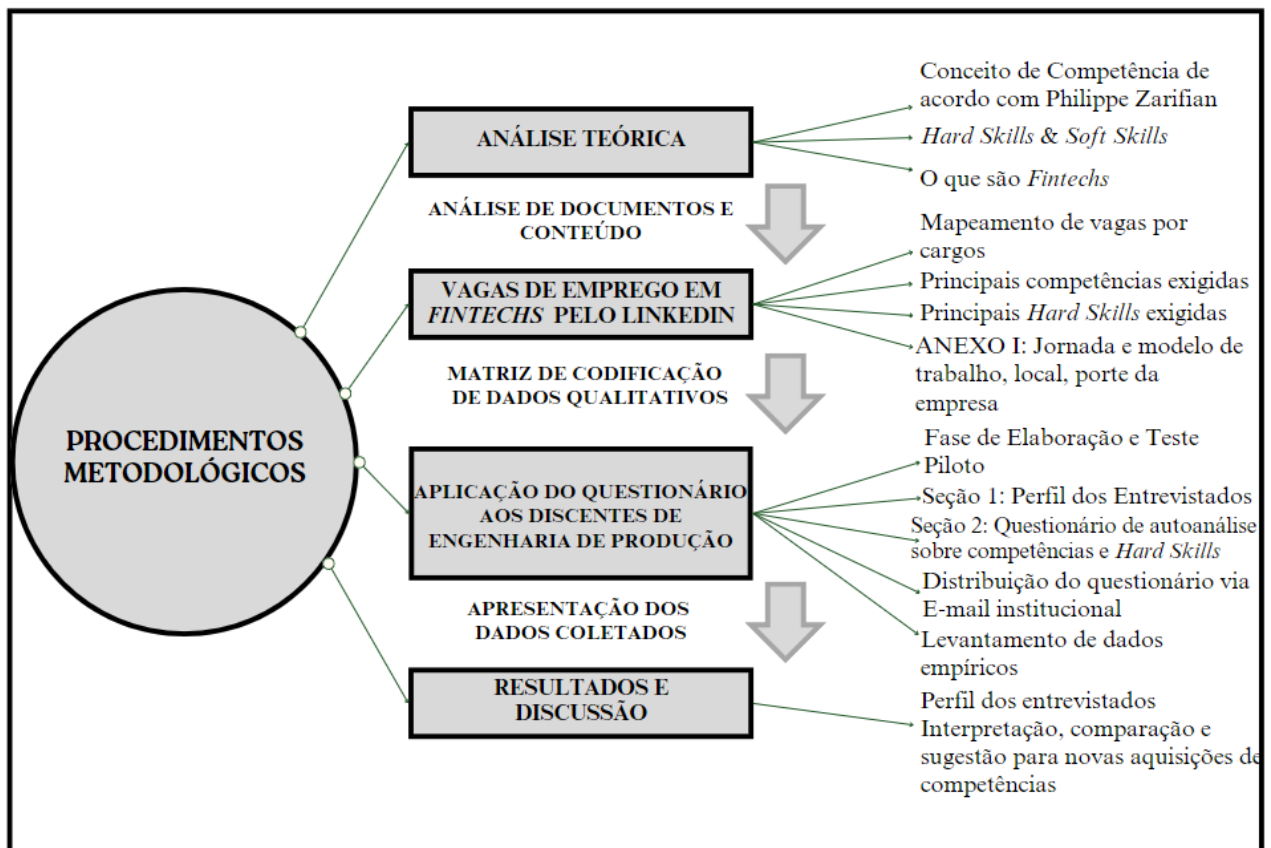 PROCEDIMENTOS
METODOLÓGICOS
ANÁLISE TEÓRICA
Conceito de Competência de
acordo com Philippe Zarifian
Hard Skills & Soft Skills
O que são Fintechs
ANÁLISE DE DOCUMENTOS E
CONTEÚDO
VAGAS DE EMPREGO EM
FINTECHS PELO LINKEDIN
Mapeamento de vagas por
cargos
Principais competências exigidas
Principais Hard Skills exigidas
ANEXO I: Jornada e modelo de
trabalho, local, porte da
empresa
MATRIZ DE CODIFICAÇÃO
DE DADOS QUALITATIVOS
APLICAÇÃO DO QUESTIONÁRIO
AOS DISCENTES DE
ENGENHARIA DE PRODUÇÃO
Fase de Elaboração e Teste
Piloto
Seção 1: Perfil dos Entrevistados
Seção 2: Questionário de autoanálise
sobre competências e Hard Skills
Distribuição do questionário via
E-mail institucional
Levantamento de dados
empíricos
APRESENTAÇÃO DOS
DADOS COLETADOS
RESULTADOS E
DISCUSSÃO
Perfil dos entrevistados
Interpretação, comparação e
sugestão para novas aquisições de
competências